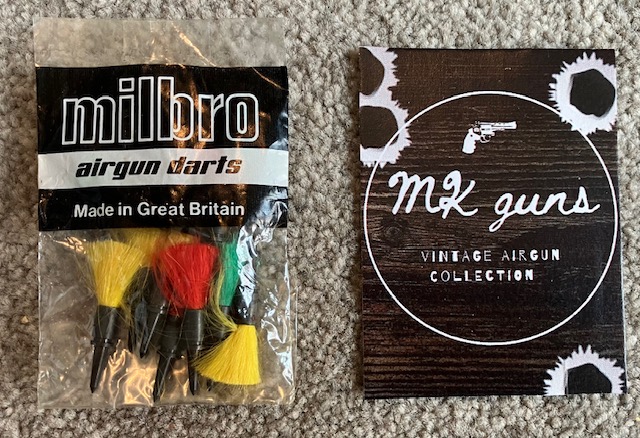 milbro
airgun darts
Made in Great Britain
MK guns
VINTAGE AIRGUN
COLLECTION